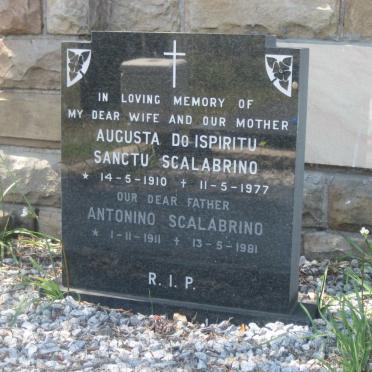 IN LOVING MEMORY OF
MY DEAR WIFE AND OUR MOTHER
AUGUSTA DO ISPIRITU
SANCTU SCALABRINO
* 14-5-1910 + 11-5-1977
OUR DEAR FATHER
ANTONINO SCALABRINO
* 1-11-1911 + 13-5-1981
R.I.P.